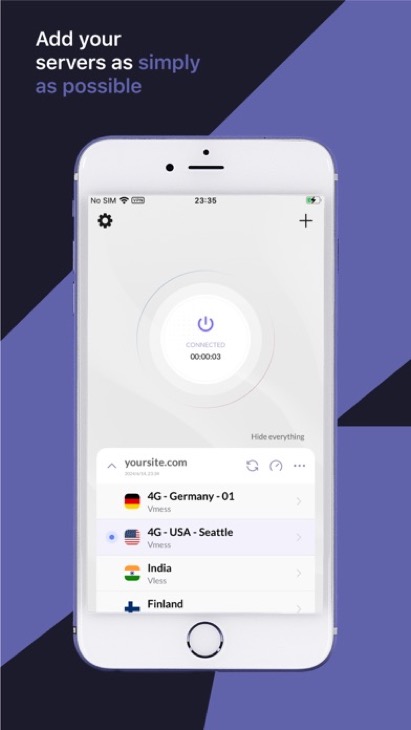 Add your
servers as simply
as possible
No SIM VPN 23:35
CONNECTED
00:00:03
Hide everything
yoursite.com
4G - Germany - 01
Vmess
4G - USA - Seattle
Vmess
India
Vless
Finland